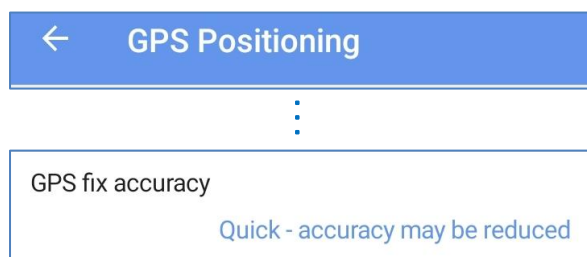 GPS Positioning
GPS fix accuracy
Quick - accuracy may be reduced